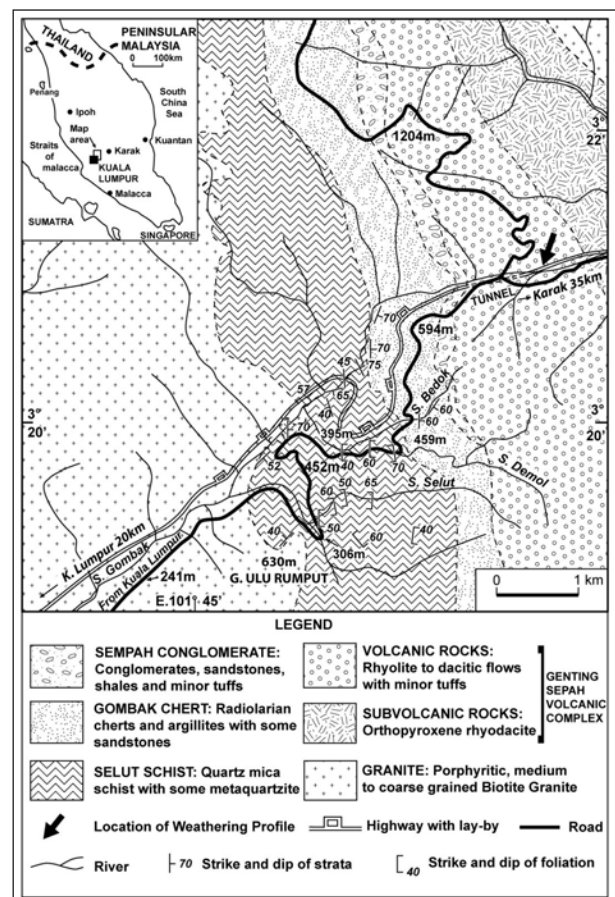 THAILAND
PENINSULAR
MALAYSIA
0 100km
Penang
South
China
Sea
Ipoh
Map
area
Straits
of
malacca
Karak
Kuantan
KUALA
LUMPUR
Malacca
SUMATRA
SINGAPORE
1204m
3°
22'
TUNNEL
Karak 35km
594m
70
70
75
45
65
57
40
S. Bedok
60
60
3°
20'
70
395m
459m
52
452m
40
60
70
S. Demol
50
65
S. Selut
60
50
40
60
40
306m
630m
G. ULU RUMPUT
K. Lumpur 20km
S. Gombak
From Kuala Lumpur
241m
E.101° 45'
0 1 km
LEGEND
SEMPAH CONGLOMERATE:
Conglomerates, sandstones,
shales and minor tuffs
VOLCANIC ROCKS:
Rhyolite to dacitic flows
with minor tuffs
GENTING
SEPAH
VOLCANIC
COMPLEX
GOMBAK CHERT: Radiolarian
cherts and argillites with some
sandstones
SUBVOLCANIC ROCKS:
Orthopyroxene rhyodacite
SELUT SCHIST: Quartz mica
schist with some metaquartzite
GRANITE: Porphyritic, medium
to coarse grained Biotite Granite
Location of Weathering Profile
Highway with lay-by
Road
River
70 Strike and dip of strata
40 Strike and dip of foliation